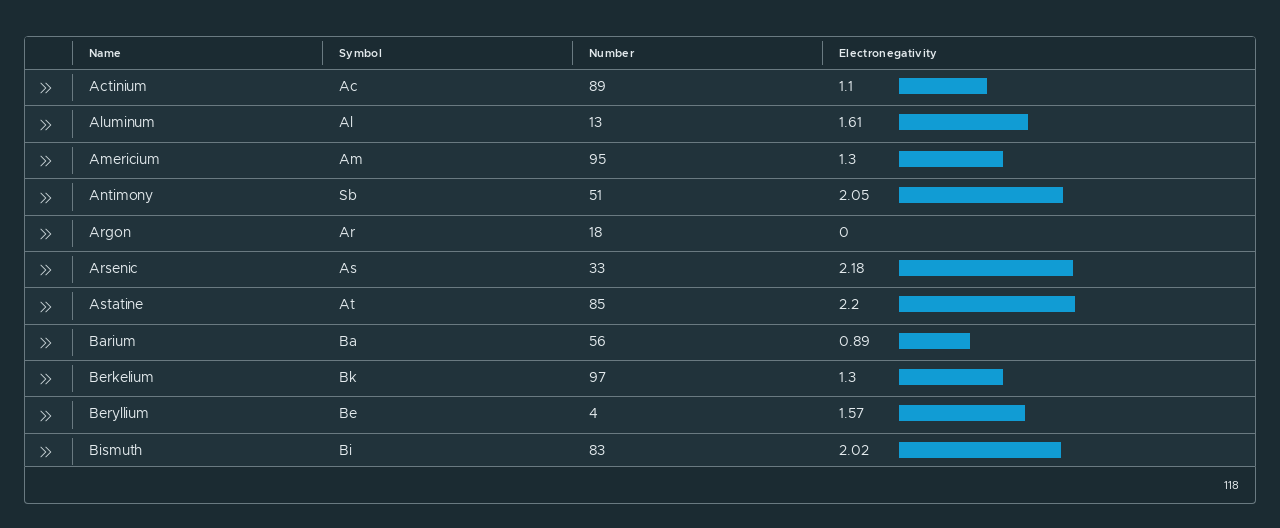 Name Symbol Number Electronegativity
Actinium Ac 89 1.1
Aluminum Al 13 1.61
Americium Am 95 1.3
Antimony Sb 51 2.05
Argon Ar 18 0
Arsenic As 33 2.18
Astatine At 85 2.2
Barium Ba 56 0.89
Berkelium Bk 97 1.3
Beryllium Be 4 1.57
Bismuth Bi 83 2.02
118